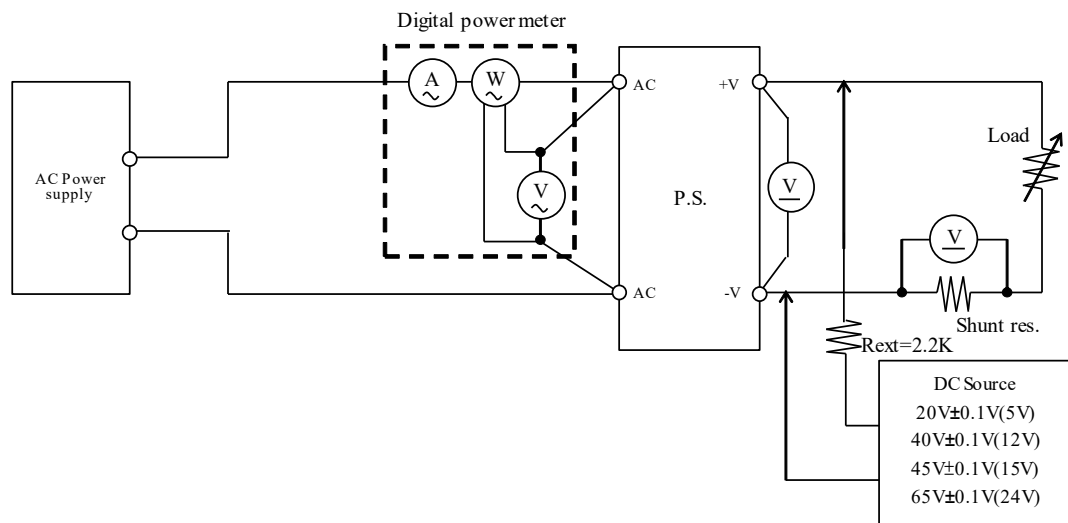 Digital power meter
A
W
AC
+V
Load
AC Power
supply
V
P.S.
V
V
AC
-V
Shunt res.
Rext=2.2K
DC Source
20V±0.1V(5V)
40V±0.1V(12V)
45V±0.1V(15V)
65V±0.1V(24V)